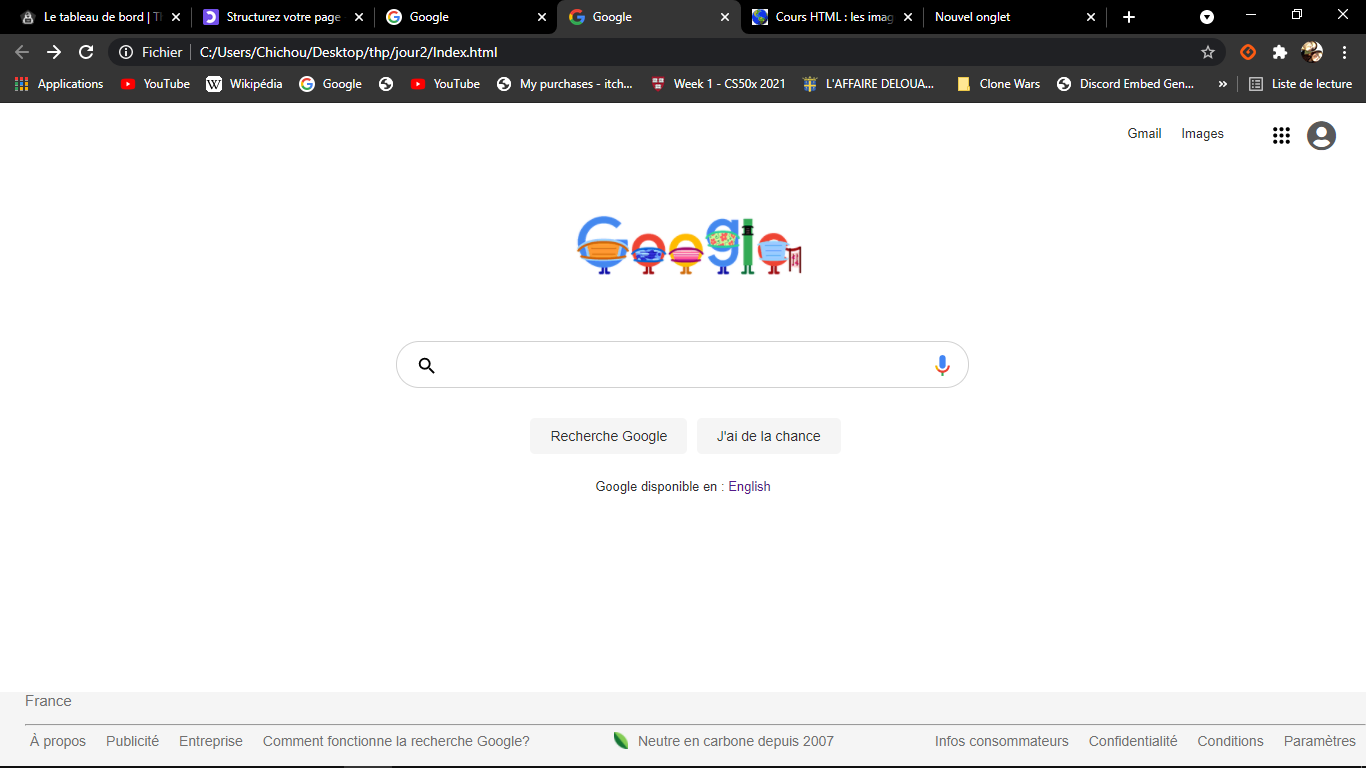 Le tableau de bord | Th
Structurez votre page
Google
Google
Cours HTML : les imag
Nouvel onglet
Fichier C:/Users/Chichou/Desktop/thp/jour2/Index.html
Applications YouTube Wikipédia Google YouTube My purchases - itch... Week 1 - CS50x 2021 L'AFFAIRE DELOUA... Clone Wars Discord Embed Gen... » Liste de lecture
Gmail Images
Google
Recherche Google J'ai de la chance
Google disponible en : English
France
À propos Publicité Entreprise Comment fonctionne la recherche Google? Neutre en carbone depuis 2007 Infos consommateurs Confidentialité Conditions Paramètres